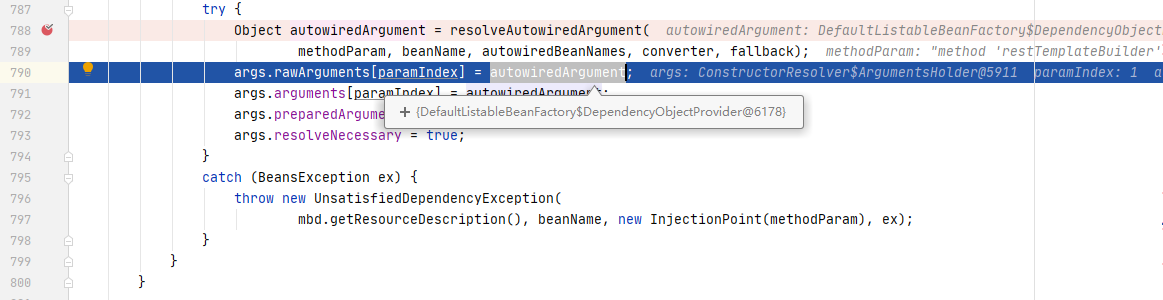 787 try {
788 Object autowiredArgument = resolveAutowiredArgument( autowiredArgument: DefaultListableBeanFactory$DependencyObject
789 methodParam, beanName, autowiredBeanNames, converter, fallback); methodParam: "method 'restTemplateBuilder'
790 args.rawArguments[paramIndex] = autowiredArgument; args: ConstructorResolver$ArgumentsHolder@5911 paramIndex: 1 a
791 args.arguments[paramIndex] = autowiredArgument;
+ {DefaultListableBeanFactory$DependencyObjectProvider@6178}
792 args.preparedArgume
793 args.resolveNecessary = true;
794 }
795 catch (BeansException ex) {
796 throw new UnsatisfiedDependencyException(
797 mbd.getResourceDescription(), beanName, new InjectionPoint(methodParam), ex);
798 }
799 }
800 }